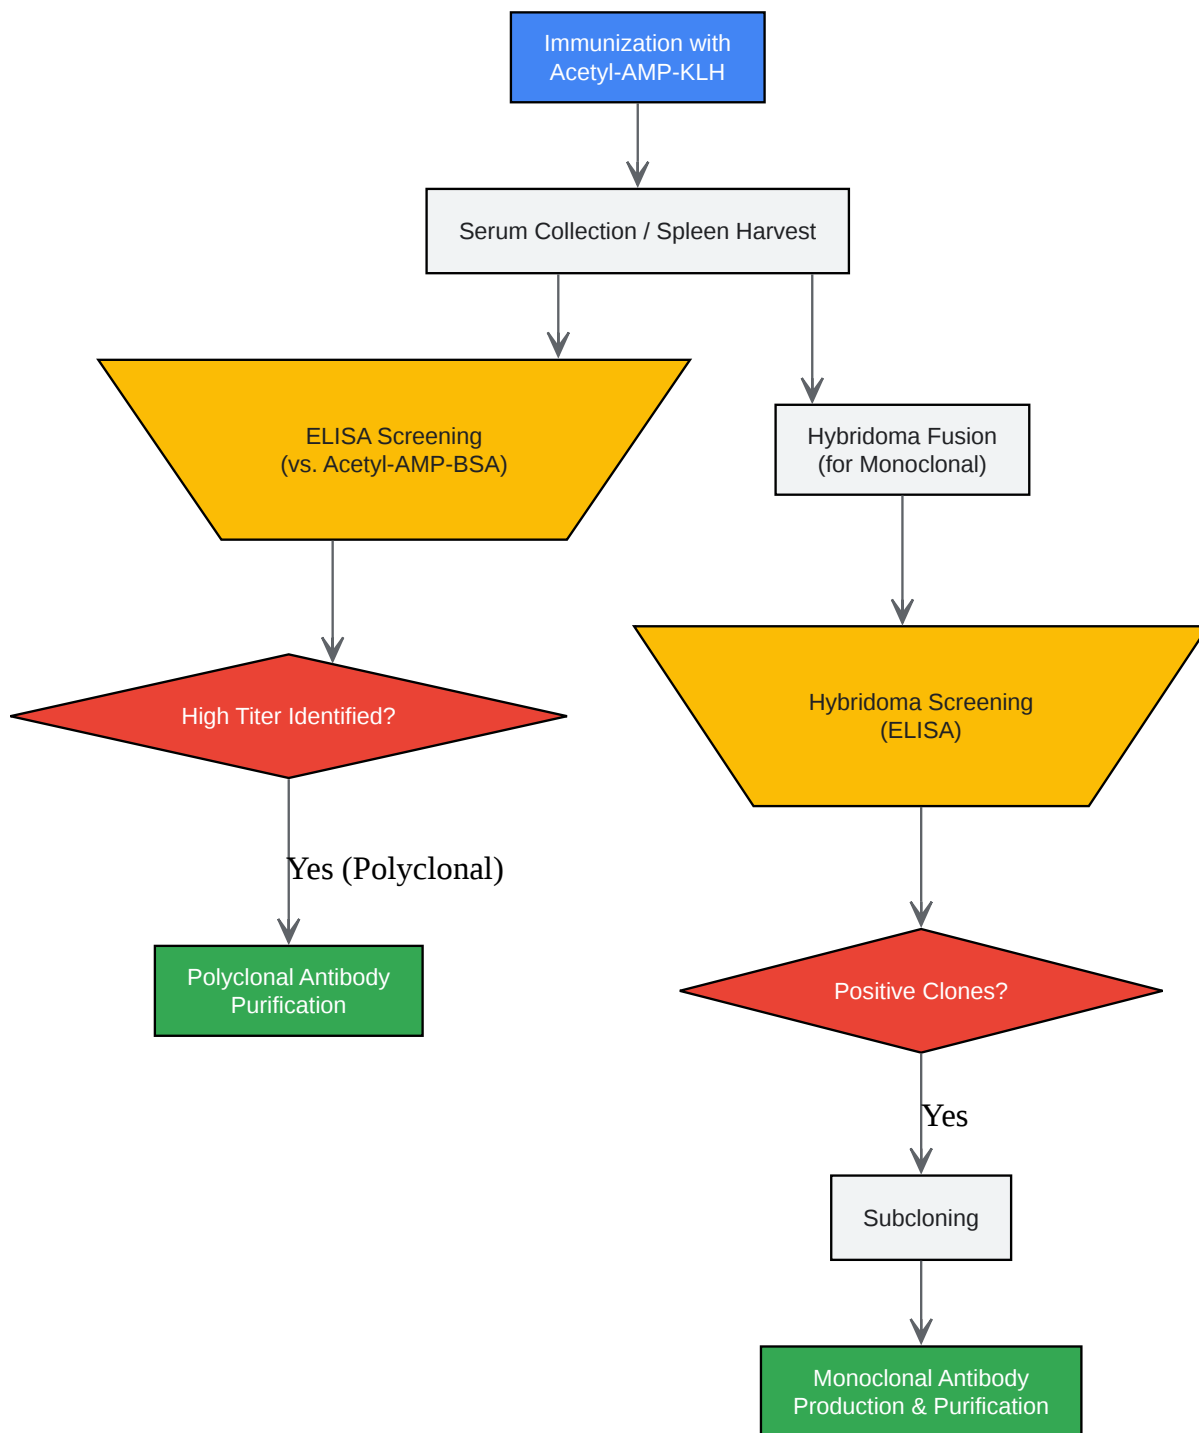 Immunization with
Acetyl-AMP-KLH
Serum Collection / Spleen Harvest
ELISA Screening
(vs. Acetyl-AMP-BSA)
Hybridoma Fusion
(for Monoclonal)
High Titer Identified?
Hybridoma Screening
(ELISA)
Yes (Polyclonal)
Polyclonal Antibody
Purification
Positive Clones?
Yes
Subcloning
Monoclonal Antibody
Production & Purification